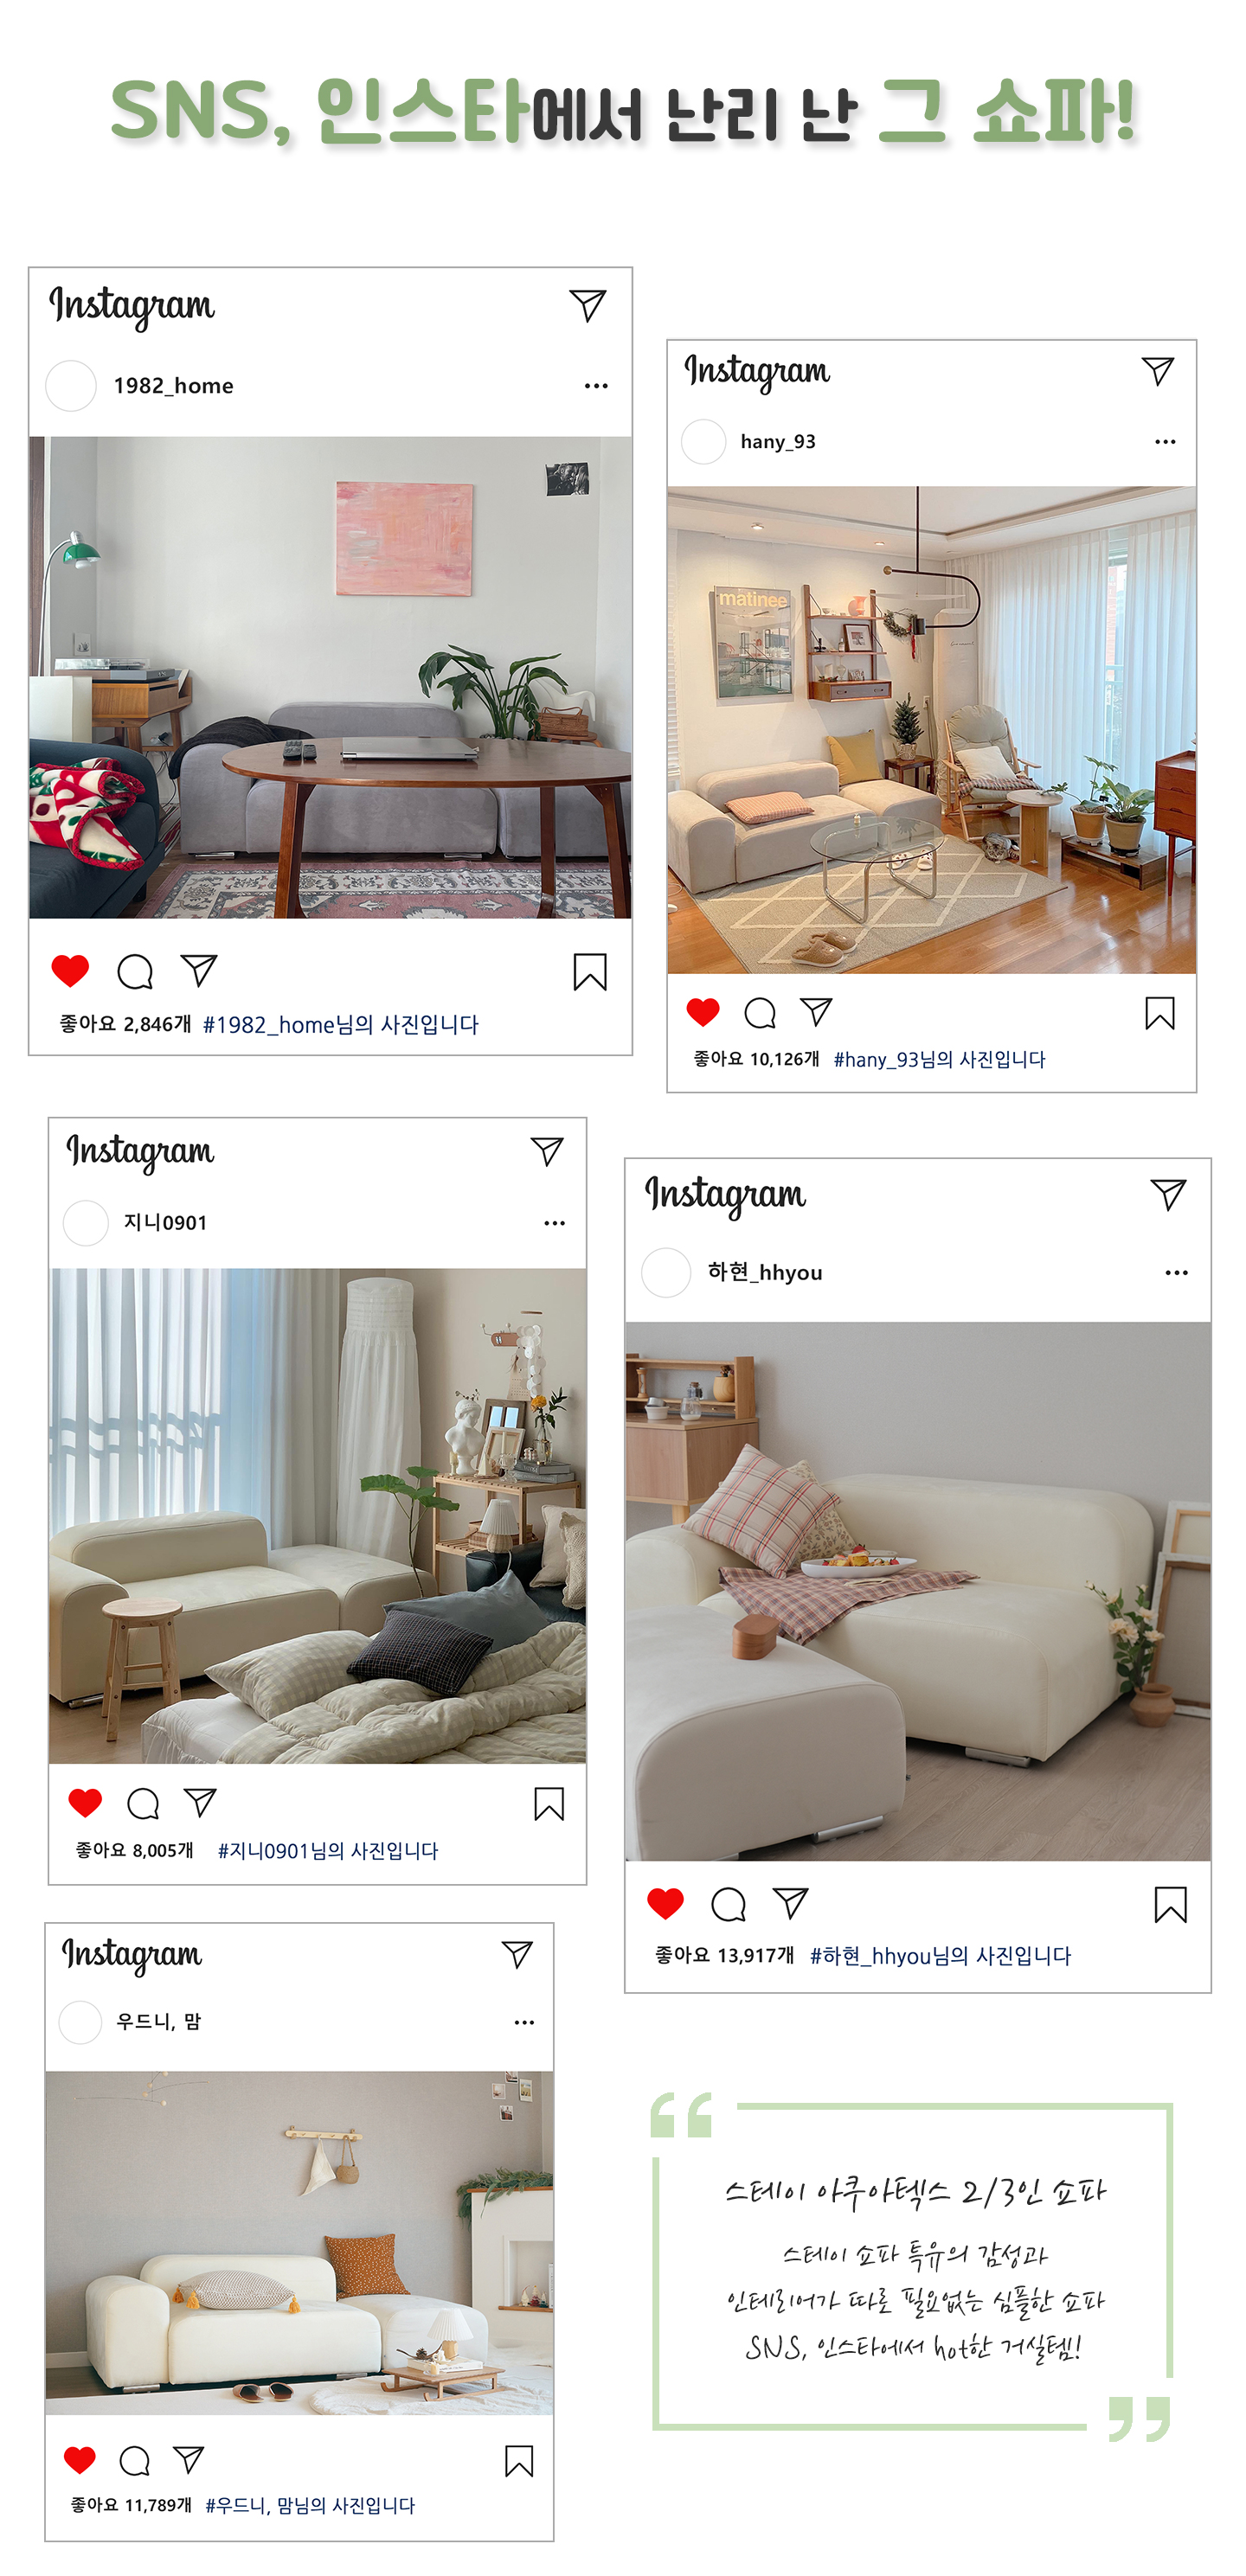 SNS, 인스타에서 난리 난 그 쇼파!
Instagram
1982_home
좋아요 2,846개 #1982_home님의 사진입니다
Instagram
hany_93
matinee
좋아요 10,126개 #hany_93님의 사진입니다
Instagram
지니0901
좋아요 8,005개 #지니0901님의 사진입니다
Instagram
하현_hhyou
좋아요 13,917개 #하현_hhyou님의 사진입니다
Instagram
우드니, 맘
좋아요 11,789개 #우드니, 맘님의 사진입니다
스테이 아쿠아텍스 2/3인 쇼파
스테이 쇼파 특유의 감성과
인테리어가 따로 필요없는 심플한 쇼파
SNS, 인스타에서 hot한 거실템!